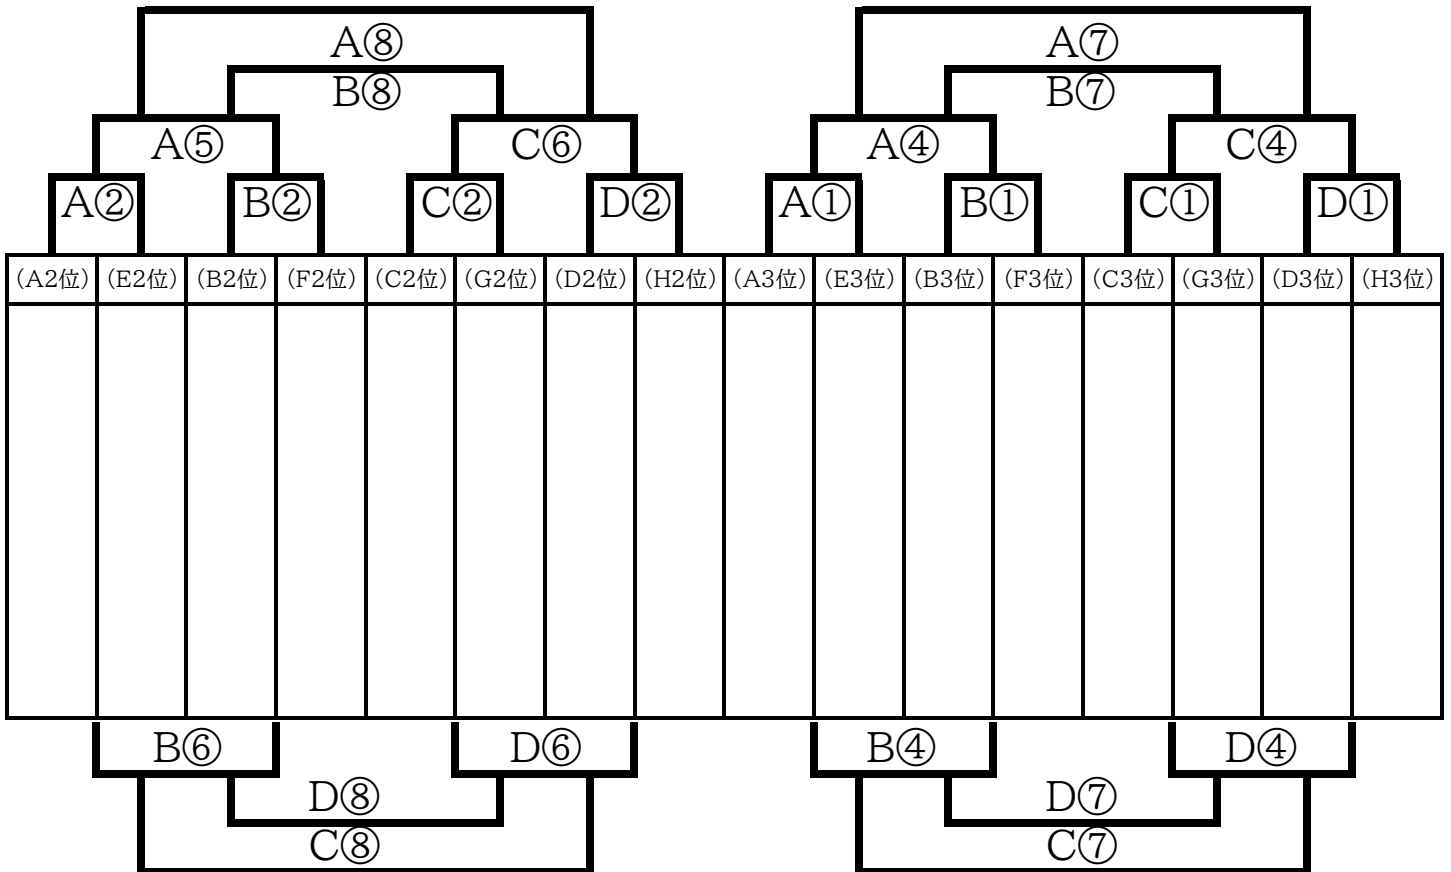 A⑧ A⑦
B⑧ B⑦
A⑤ C⑥ A④ C④
A② B② C② D② A① B① C① D①
(A2位) (E2位) (B2位) (F2位) (C2位) (G2位) (D2位) (H2位) (A3位) (E3位) (B3位) (F3位) (C3位) (G3位) (D3位) (H3位)
B⑥ D⑥ B④ D④
D⑧ D⑦
C⑧ C⑦